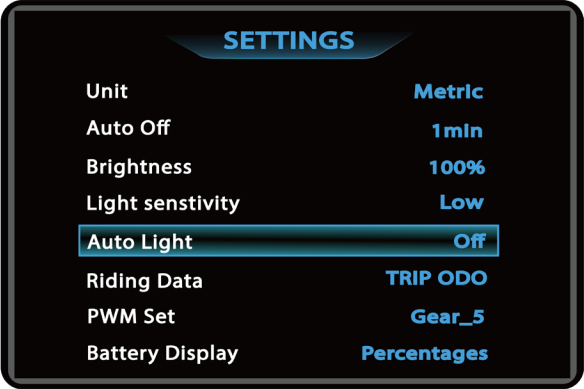 SETTINGS
Unit Metric
Auto Off 1min
Brightness 100%
Light senstivity Low
Auto Light Off
Riding Data TRIP ODO
PWM Set Gear_5
Battery Display Percentages